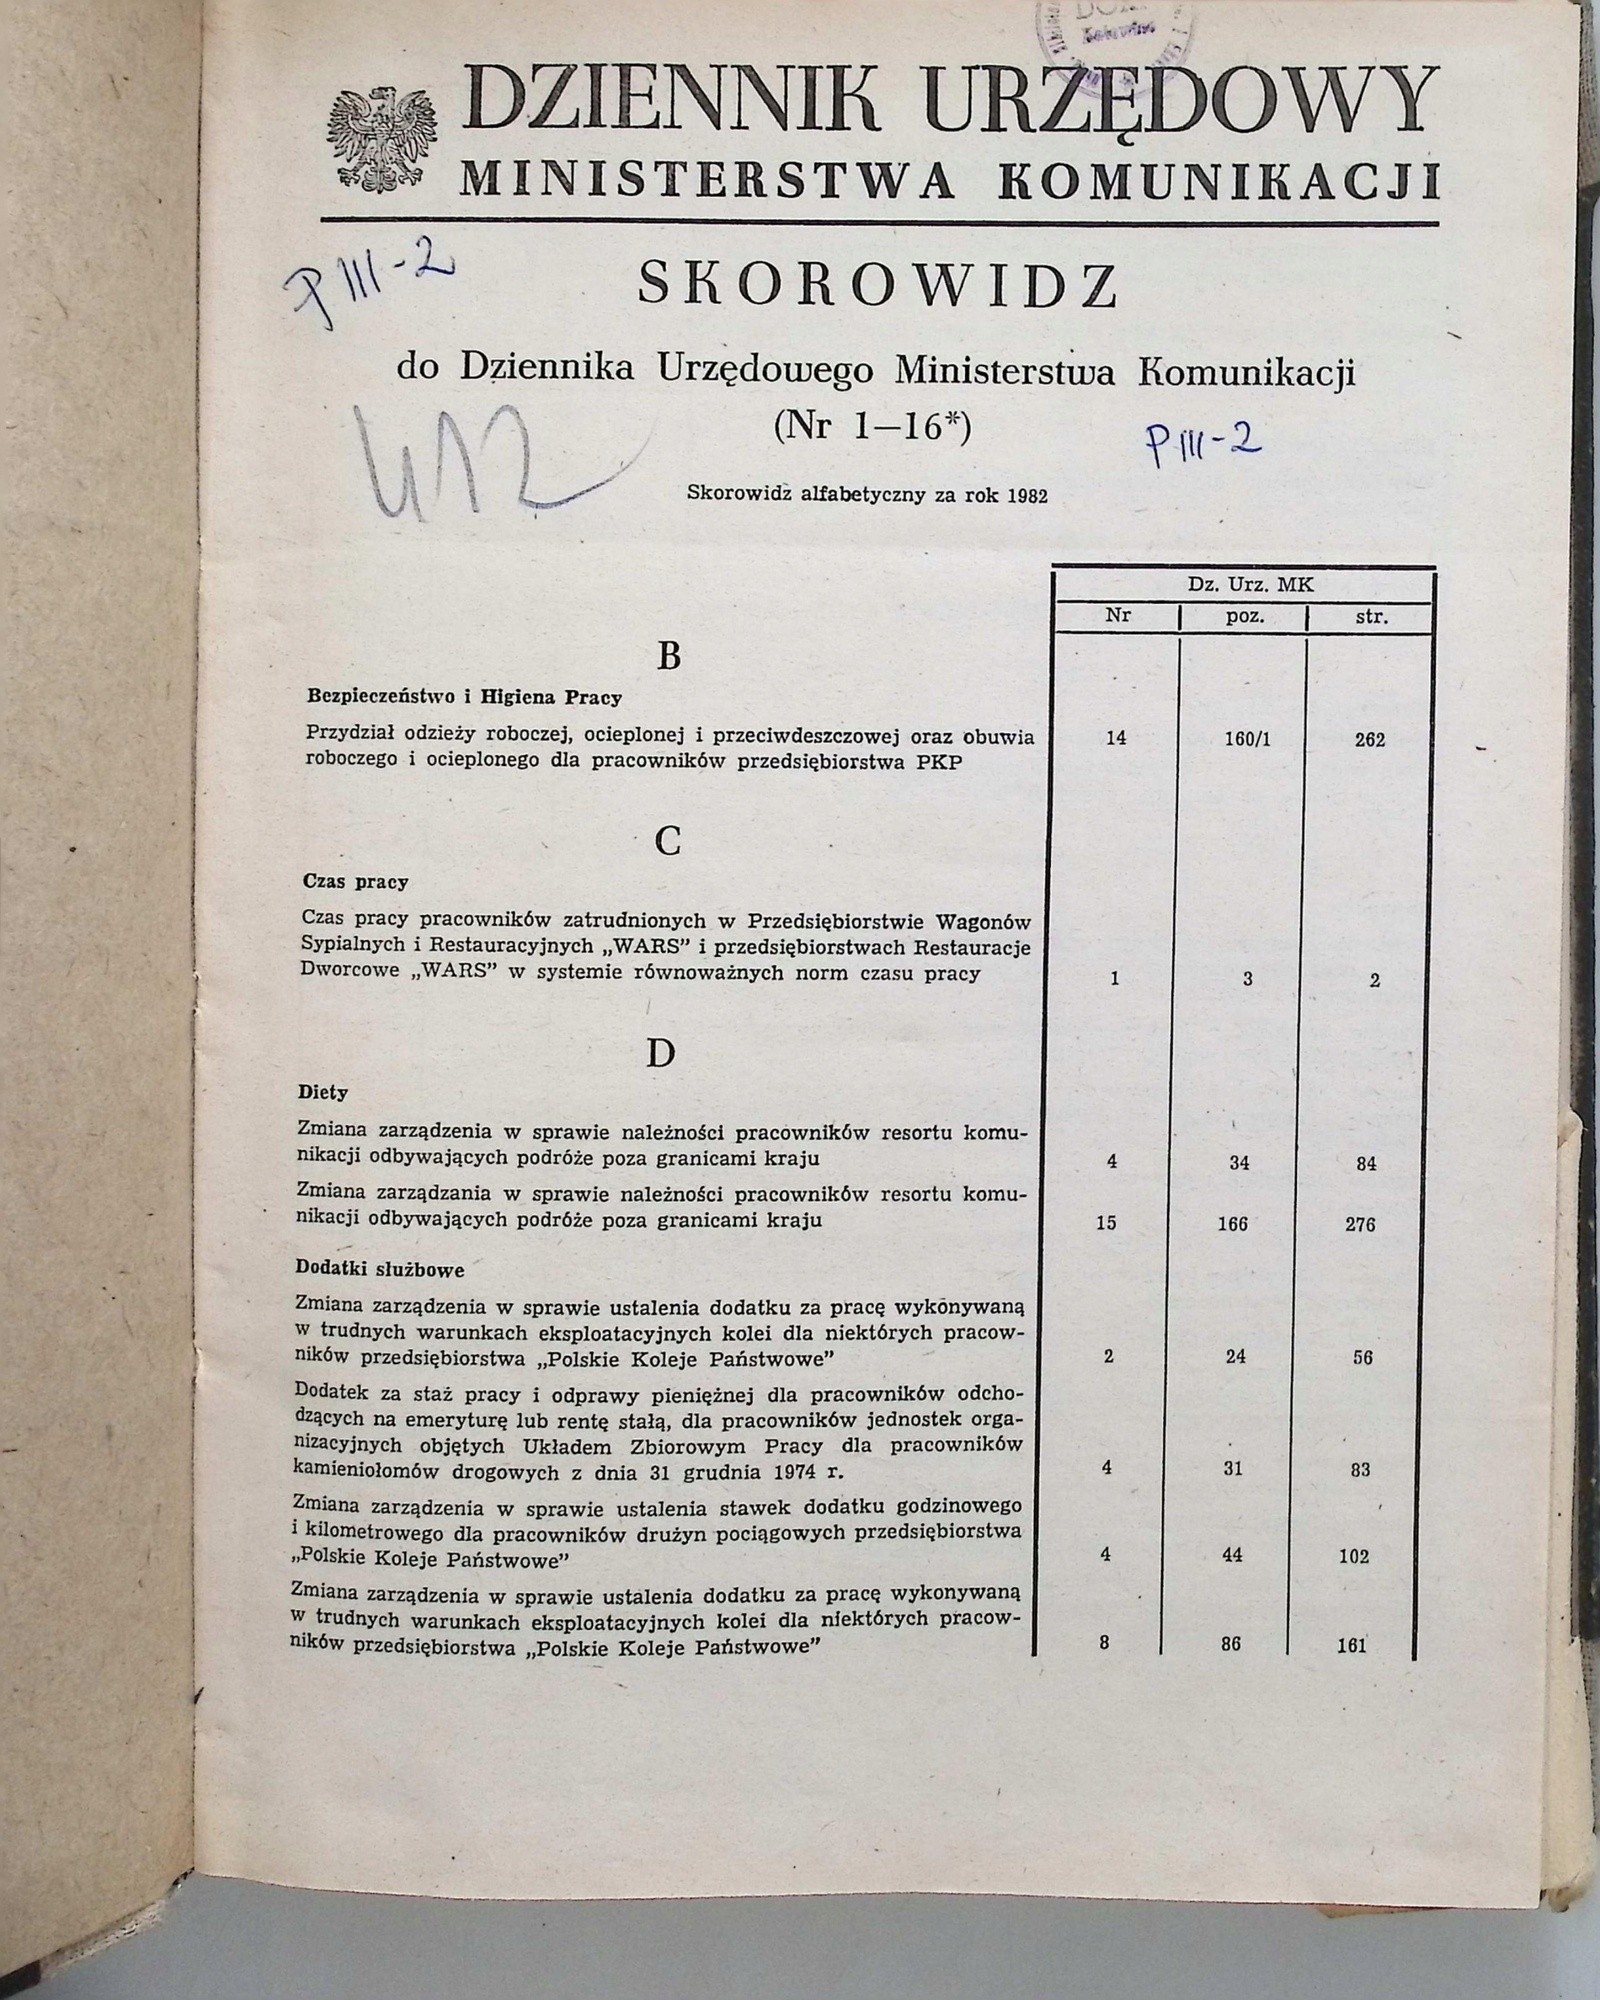 DZIENNIK URZĘDOWY
MINISTERSTWA KOMUNIKACJI
P III-2
SKOROWIDZ
do Dziennika Urzędowego Ministerstwa Komunikacji
(Nr 1—16*)
P III-2
Skorowidz alfabetyczny za rok 1982
Dz. Urz. MK
Nr poz. str.
B
Bezpieczeństwo i Higiena Pracy
Przydział odzieży roboczej, ocieplonej i przeciwdeszczowej oraz obuwia 14 160/1 262
roboczego i ocieplonego dla pracowników przedsiębiorstwa PKP
C
Czas pracy
Czas pracy pracowników zatrudnionych w Przedsiębiorstwie Wagonów
Sypialnych i Restauracyjnych „WARS” i przedsiębiorstwach Restauracje
Dworcowe „WARS” w systemie równoważnych norm czasu pracy 1 3 2
D
Diety
Zmiana zarządzenia w sprawie należności pracowników resortu komu-
nikacji odbywających podróże poza granicami kraju 4 34 84
Zmiana zarządzania w sprawie należności pracowników resortu komu-
nikacji odbywających podróże poza granicami kraju 15 166 276
Dodatki służbowe
Zmiana zarządzenia w sprawie ustalenia dodatku za pracę wykonywaną
w trudnych warunkach eksploatacyjnych kolei dla niektórych pracow-
ników przedsiębiorstwa „Polskie Koleje Państwowe” 2 24 56
Dodatek za staż pracy i odprawy pieniężnej dla pracowników odcho-
dzących na emeryturę lub rentę stałą, dla pracowników jednostek orga-
nizacyjnych objętych Układem Zbiorowym Pracy dla pracowników
kamieniołomów drogowych z dnia 31 grudnia 1974 r. 4 31 83
Zmiana zarządzenia w sprawie ustalenia stawek dodatku godzinowego
i kilometrowego dla pracowników drużyn pociągowych przedsiębiorstwa
„Polskie Koleje Państwowe” 4 44 102
Zmiana zarządzenia w sprawie ustalenia dodatku za pracę wykonywaną
w trudnych warunkach eksploatacyjnych kolei dla niektórych pracow-
ników przedsiębiorstwa „Polskie Koleje Państwowe” 8 86 161